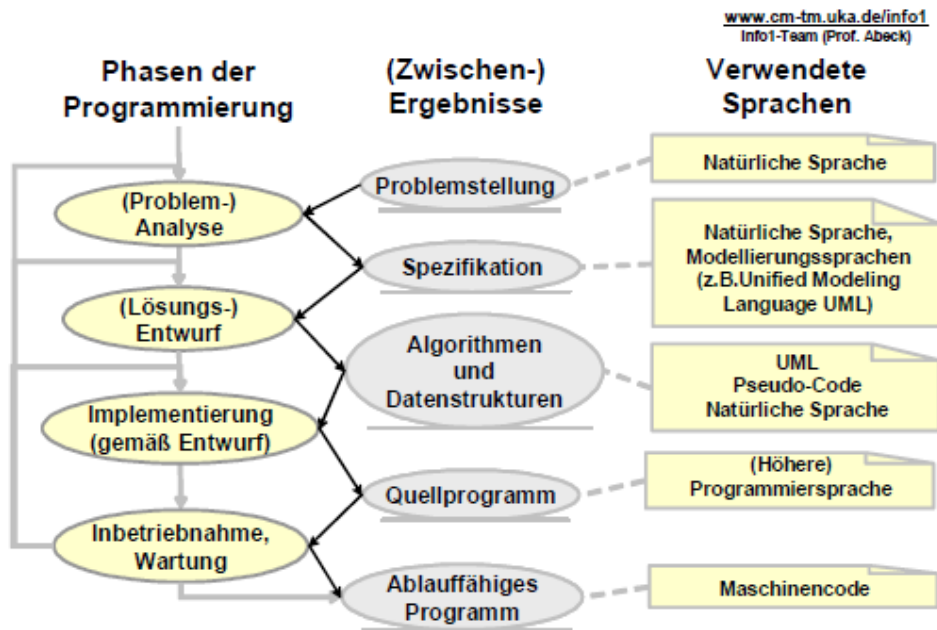 www.cm-tm.uka.de/info1
Info1-Team (Prof. Abeck)
Phasen der
Programmierung
(Zwischen-)
Ergebnisse
Verwendete
Sprachen
(Problem-)
Analyse
(Lösungs-)
Entwurf
Implementierung
(gemäß Entwurf)
Inbetriebnahme,
Wartung
Problemstellung
Spezifikation
Algorithmen
und
Datenstrukturen
Quellprogramm
Ablauffähiges
Programm
Natürliche Sprache
Natürliche Sprache,
Modellierungssprachen
(z.B.Unified Modeling
Language UML)
UML
Pseudo-Code
Natürliche Sprache
(Höhere)
Programmiersprache
Maschinencode